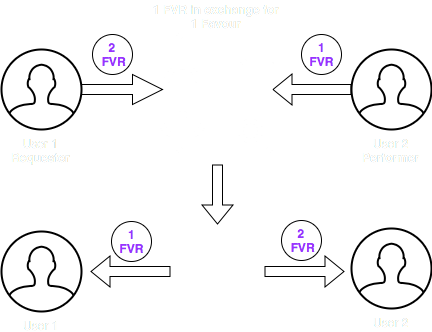 1 FVR in exchange for
1 Answer
2
FVR
1
FVR
User 1
Requester
User 2
Performer
1
FVR
2
FVR
User 1
User 2